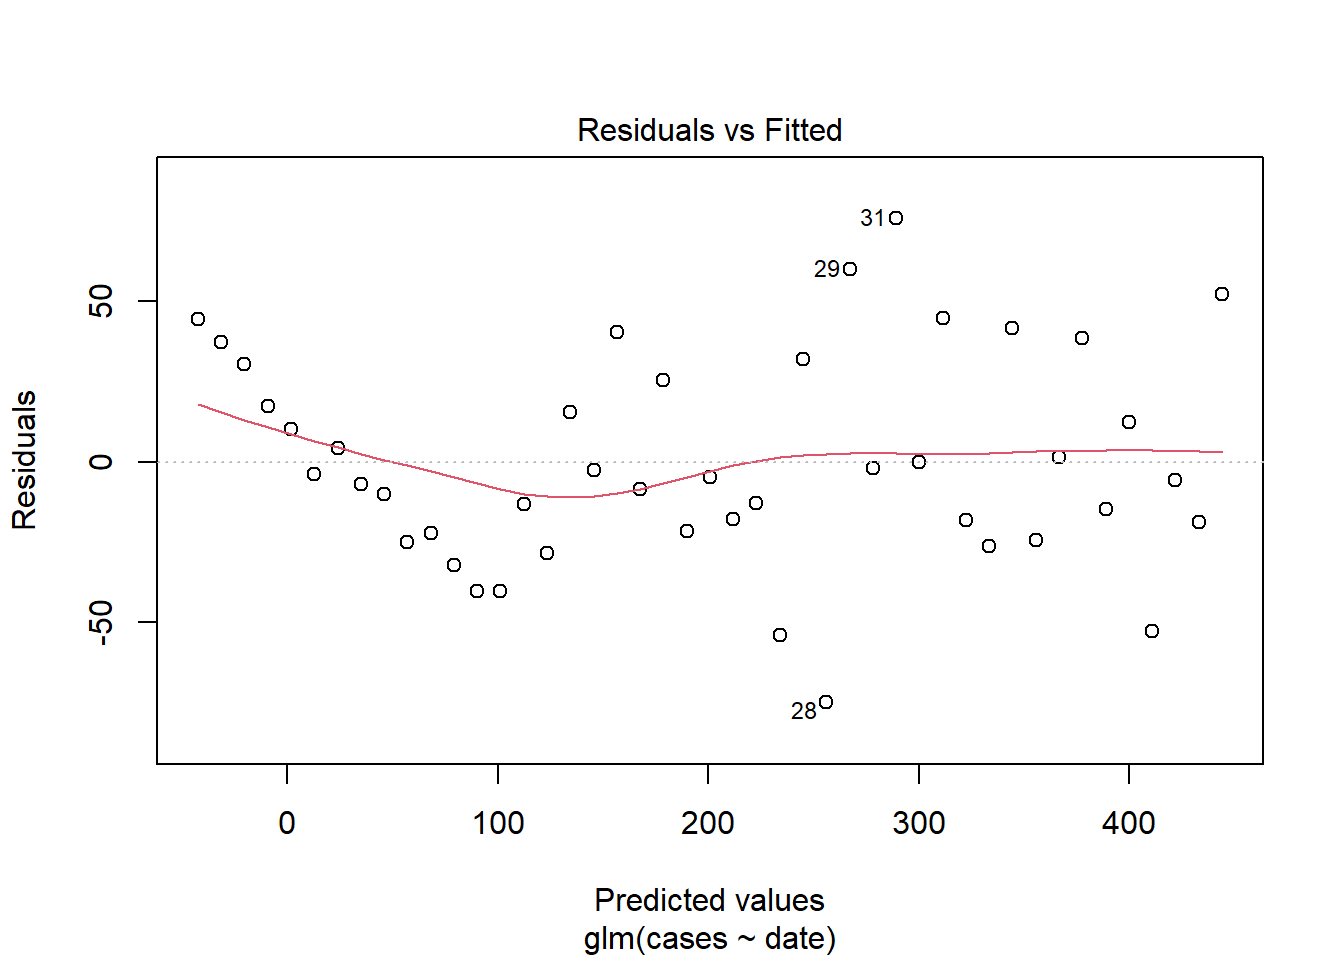 Residuals vs Fitted
Residuals
50
0
-50
31
29
28
0 100 200 300 400
Predicted values
glm(cases ~ date)